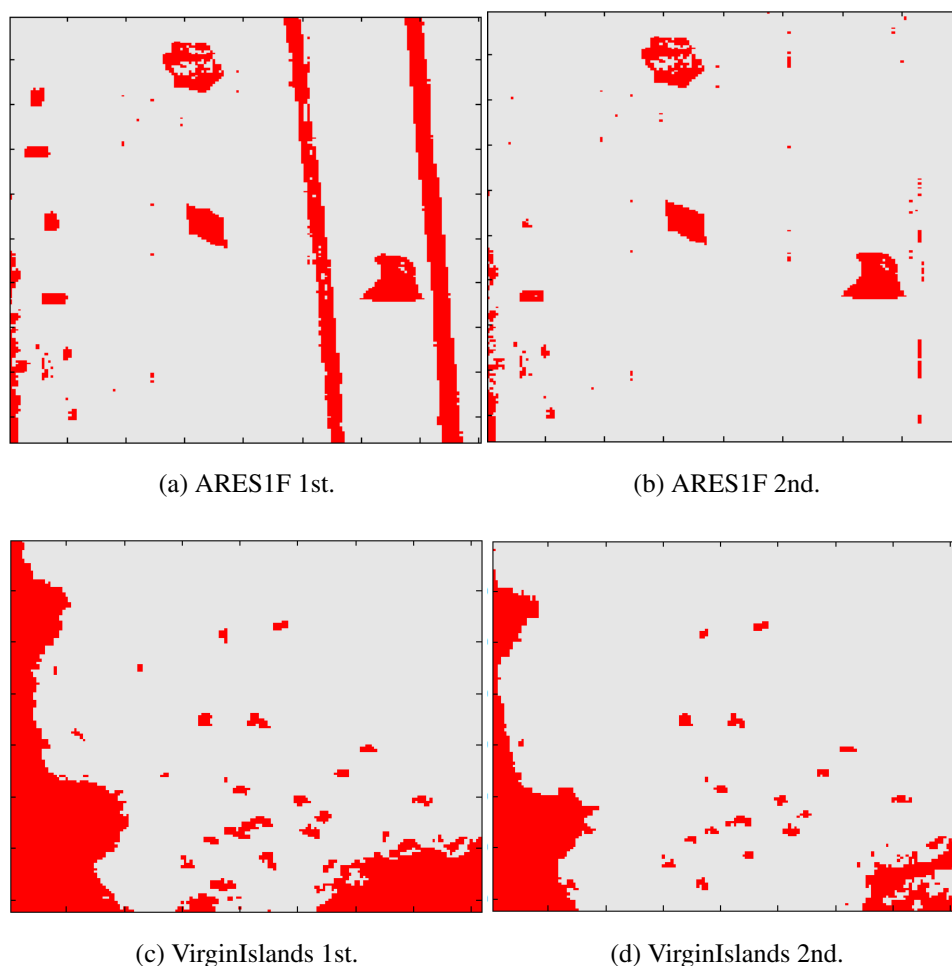 (a) ARES1F 1st.
(b) ARES1F 2nd.
(c) VirginIslands 1st.
(d) VirginIslands 2nd.